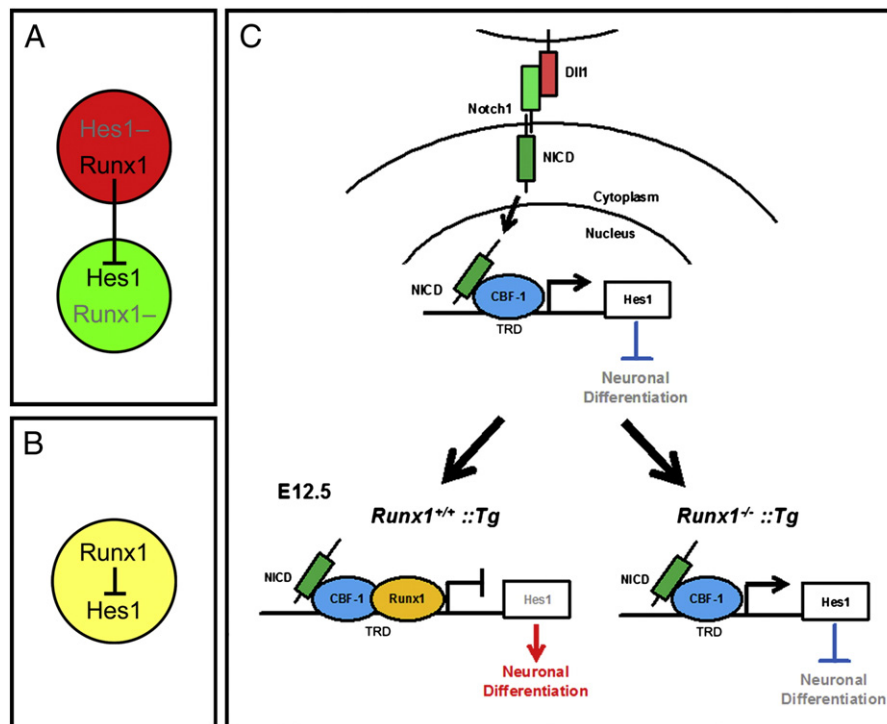 A
Hes1–
Runx1
Hes1
Runx1–
B
Runx1
Hes1
C
Dll1
Notch1
NICD
Cytoplasm
Nucleus
NICD
CBF-1
Hes1
TRD
Neuronal
Differentiation
E12.5
Runx1+/+ ::Tg
Runx1-/- ::Tg
NICD
CBF-1
Runx1
Hes1
TRD
Neuronal
Differentiation
NICD
CBF-1
Hes1
TRD
Neuronal
Differentiation